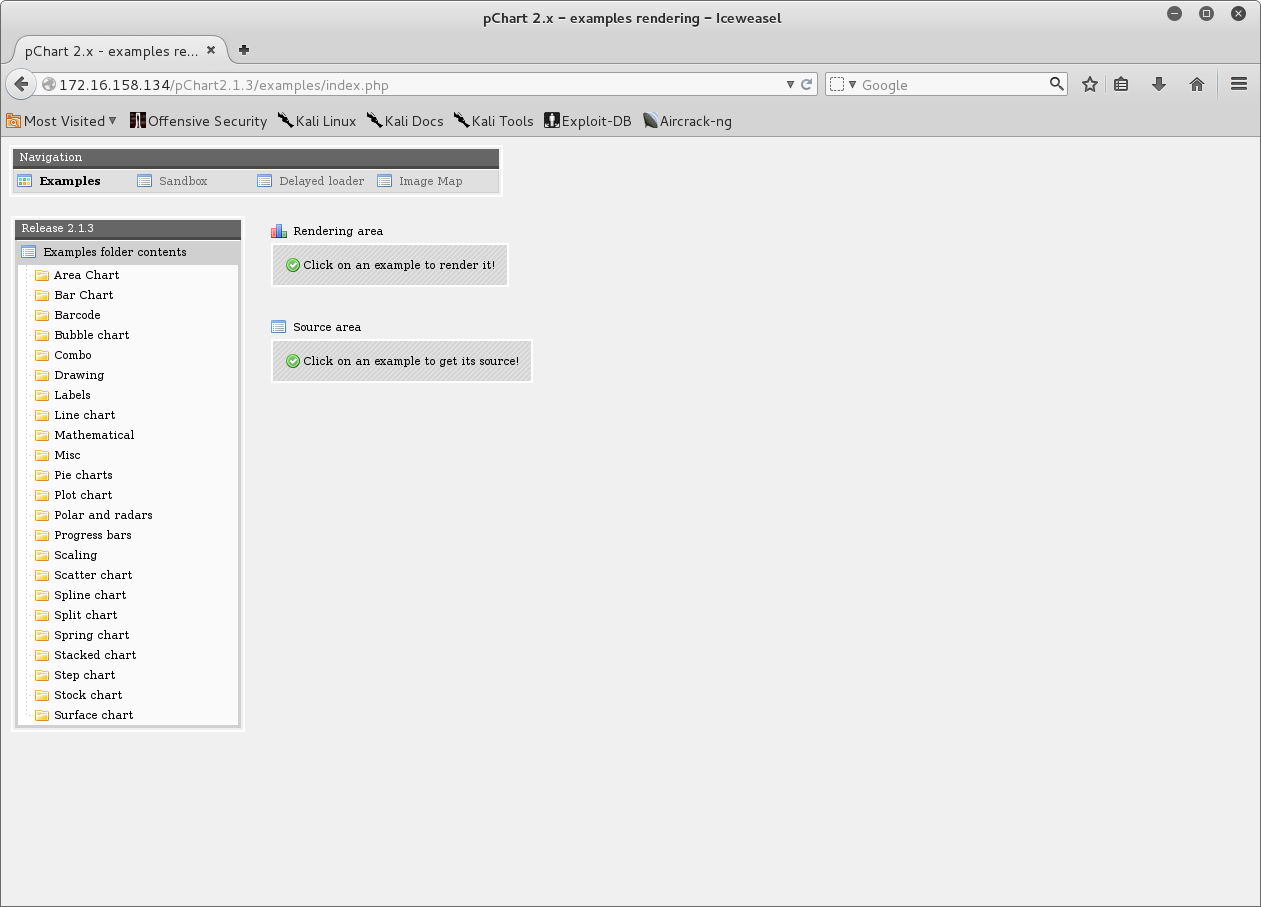 pChart 2.x - examples rendering - Iceweasel
pChart 2.x - examples re...
172.16.158.134/pChart2.1.3/examples/index.php
Google
Most Visited Offensive Security Kali Linux Kali Docs Kali Tools Exploit-DB Aircrack-ng
Navigation
Examples Sandbox Delayed loader Image Map
Release 2.1.3
Examples folder contents
Area Chart
Bar Chart
Barcode
Bubble chart
Combo
Drawing
Labels
Line chart
Mathematical
Misc
Pie charts
Plot chart
Polar and radars
Progress bars
Scaling
Scatter chart
Spline chart
Split chart
Spring chart
Stacked chart
Step chart
Stock chart
Surface chart
Rendering area
Click on an example to render it!
Source area
Click on an example to get its source!